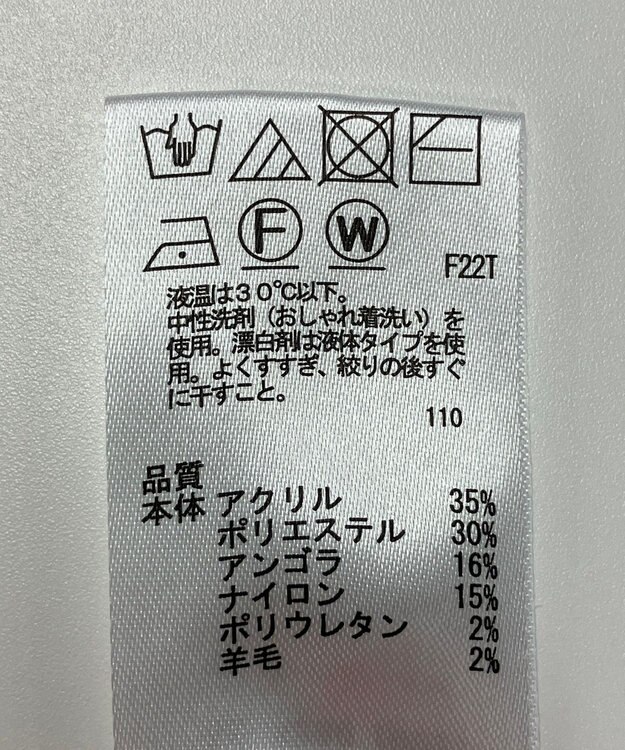 F W F22T
液温は30℃以下。
中性洗剤(おしゃれ着洗い)を
使用。漂白剤は液体タイプを使
用。よくすすぎ、絞りの後すぐ
に干すこと。
110
品質
本体 アクリル 35%
ポリエステル 30%
アンゴラ 16%
ナイロン 15%
ポリウレタン 2%
羊毛 2%